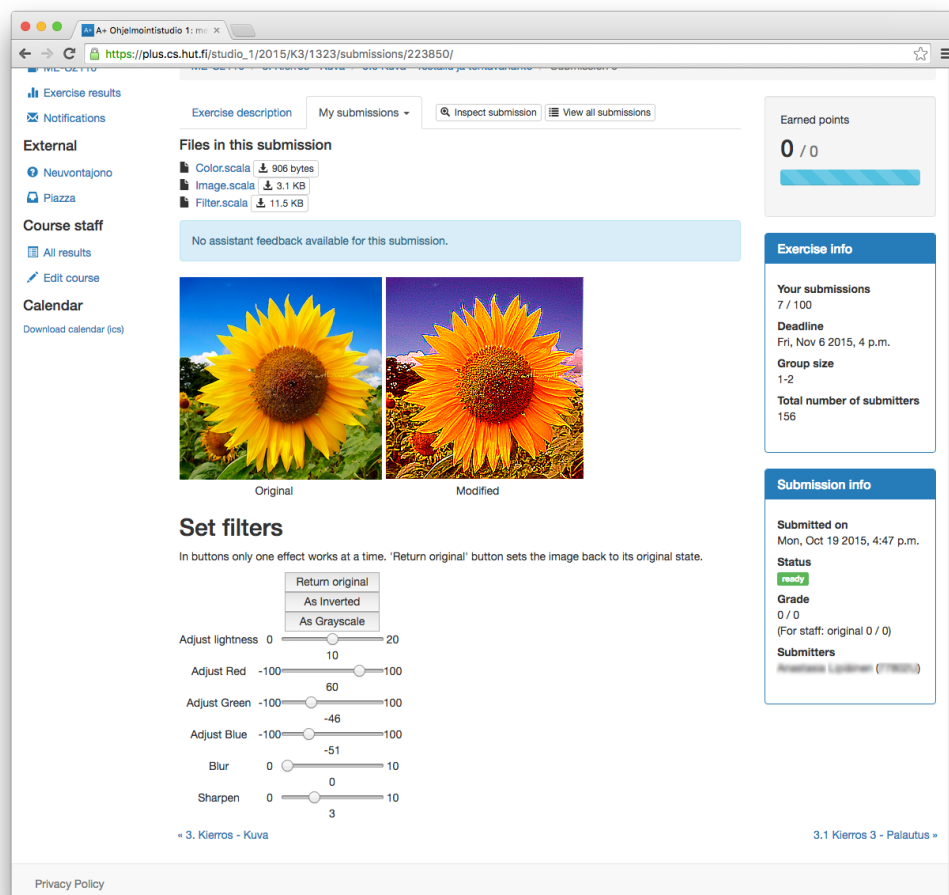 A+ Ohjelmointistudio 1: me
https://plus.cs.hut.fi/studio_1/2015/K3/1323/submissions/223850/
Exercise results
Notifications
External
Neuvontajono
Piazza
Course staff
All results
Edit course
Calendar
Download calendar (ics)
Exercise description
My submissions
Inspect submission
View all submissions
Files in this submission
Color.scala 906 bytes
Image.scala 3.1 KB
Filter.scala 11.5 KB
No assistant feedback available for this submission.
Original
Modified
Set filters
In buttons only one effect works at a time. 'Return original' button sets the image back to its original state.
Return original
As Inverted
As Grayscale
Adjust lightness 0 20
10
Adjust Red -100 100
60
Adjust Green -100 100
-46
Adjust Blue -100 100
-51
Blur 0 10
0
Sharpen 0 10
3
« 3. Kierros - Kuva
3.1 Kierros 3 - Palautus »
Earned points
0 / 0
Exercise info
Your submissions
7 / 100
Deadline
Fri, Nov 6 2015, 4 p.m.
Group size
1-2
Total number of submitters
156
Submission info
Submitted on
Mon, Oct 19 2015, 4:47 p.m.
Status
ready
Grade
0 / 0
(For staff: original 0 / 0)
Submitters
Privacy Policy